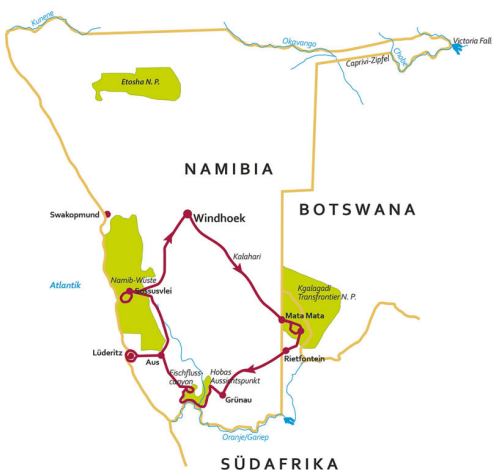 Kunene
Okavango
Victoria Fall
Chobe
Caprivi-Zipfel
Etosha N. P.
NAMIBIA
BOTSWANA
Swakopmund
Windhoek
Kalahari
Kgalagadi
Transfrontier N. P.
Atlantik
Namib-Wüste
Sossusvlei
Mata Mata
Lüderitz
Aus
Rietfontein
Fischfluss-
canyon
Hobas
Aussichtspunkt
Grünau
Oranje/Gariep
SÜDAFRIKA